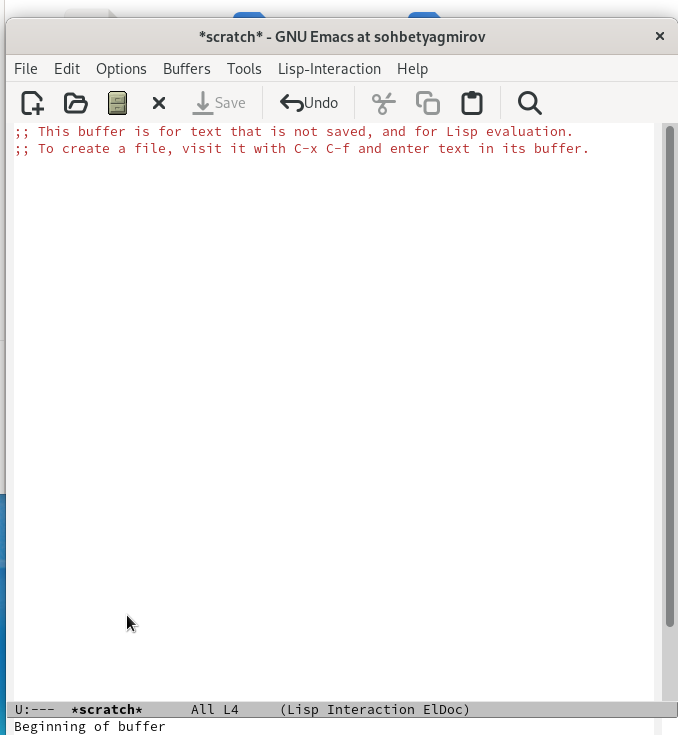 *scratch* - GNU Emacs at sohbetyagmirov
File Edit Options Buffers Tools Lisp-Interaction Help
Save Undo
;; This buffer is for text that is not saved, and for Lisp evaluation.
;; To create a file, visit it with C-x C-f and enter text in its buffer.
U:--- *scratch* All L4 (Lisp Interaction ElDoc)
Beginning of buffer